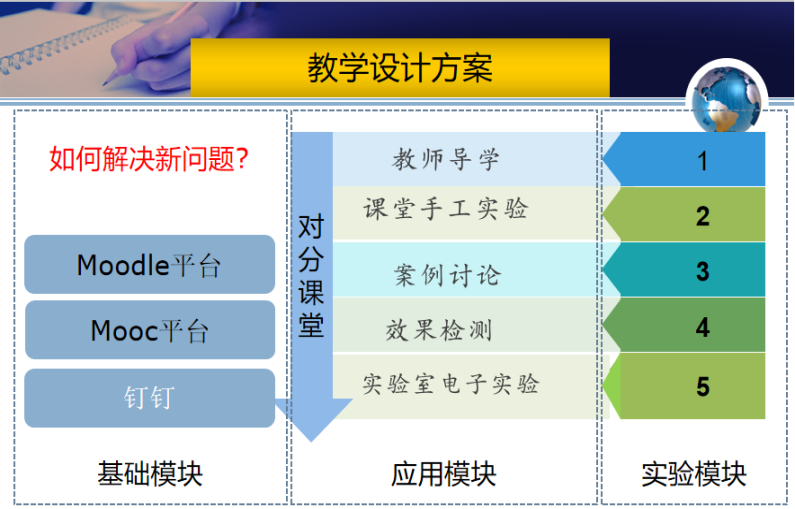 教学设计方案
如何解决新问题？
Moodle平台
Mooc平台
钉钉
基础模块
对分课堂
教师导学
课堂手工实验
案例讨论
效果检测
实验室电子实验
应用模块
1
2
3
4
5
实验模块